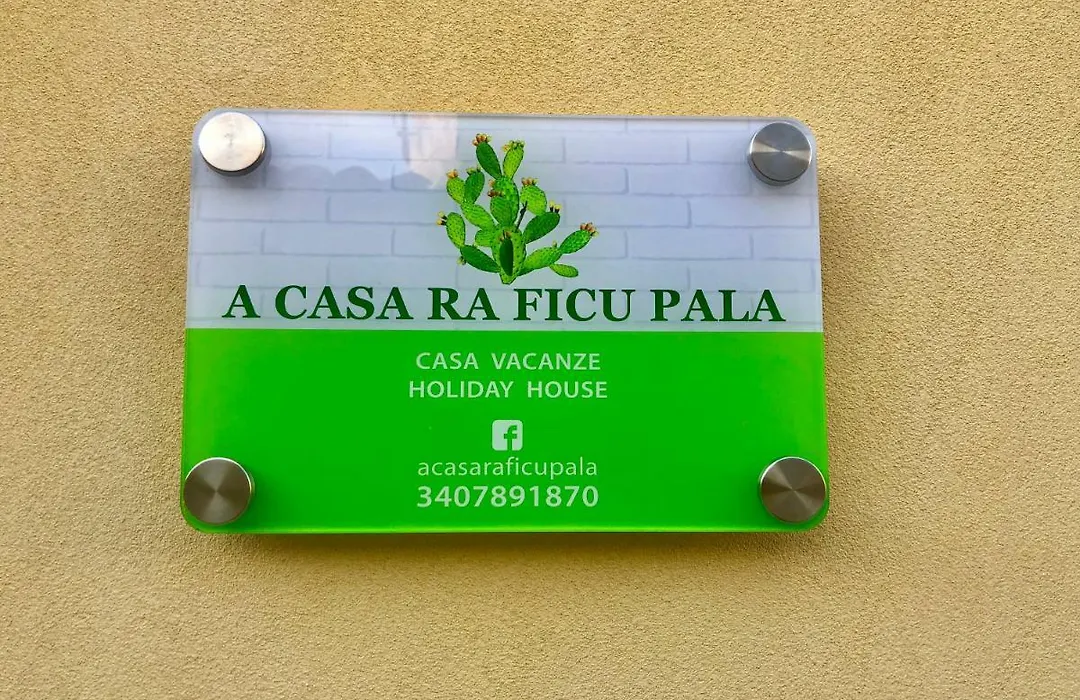 A CASA RA FICU PALA
CASA VACANZE
HOLIDAY HOUSE
f
acasaraficupala
3407891870